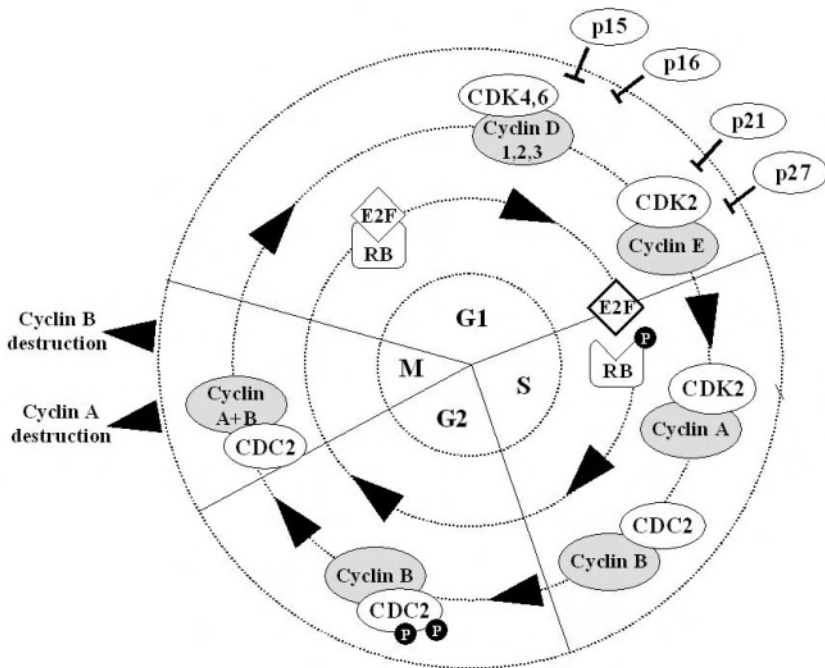 p15
p16
CDK4,6
Cyclin D
1,2,3
p21
p27
CDK2
Cyclin E
E2F
RB
G1
E2F
P
RB
Cyclin B
destruction
M
S
G2
CDK2
Cyclin A
Cyclin
A+B
CDC2
Cyclin A
destruction
CDC2
Cyclin B
Cyclin B
CDC2
P
P